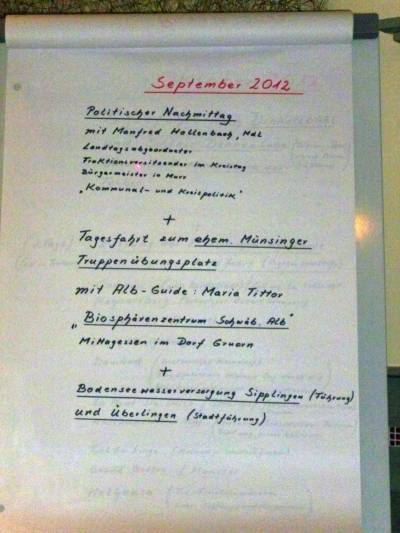 September 2012
Politischer Nachmittag
mit Manfred Hollenbach, MdL
Landtagsabgeordneter
Fraktionsvorsitzender im Kreistag
Bürgermeister in Murr
„Kommunal- und Kreispolitik"
+
Tagesfahrt zum ehem. Münsinger
Truppenübungsplatz
mit Alb-Guide: Maria Tittor
„Biosphärenzentrum Schwäb. Alb"
Mittagessen im Dorf Gruorn
+
Bodenseewasserversorgung Sipplingen (Führung)
und Überlingen (Stadtführung)